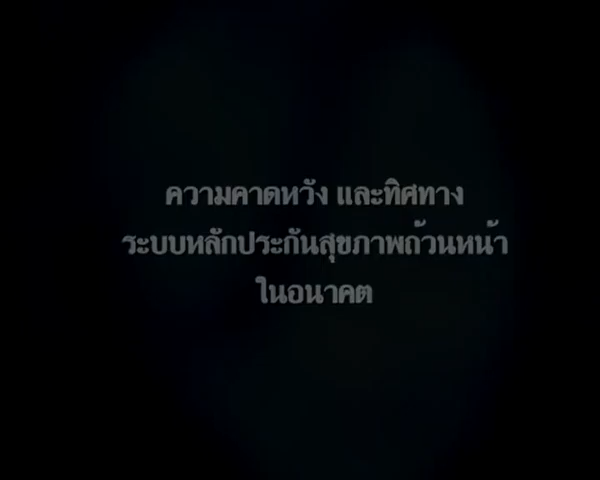 ความคาดหวัง และทิศทาง
ระบบหลักประกันสุขภาพถ้วนหน้า
ในอนาคต